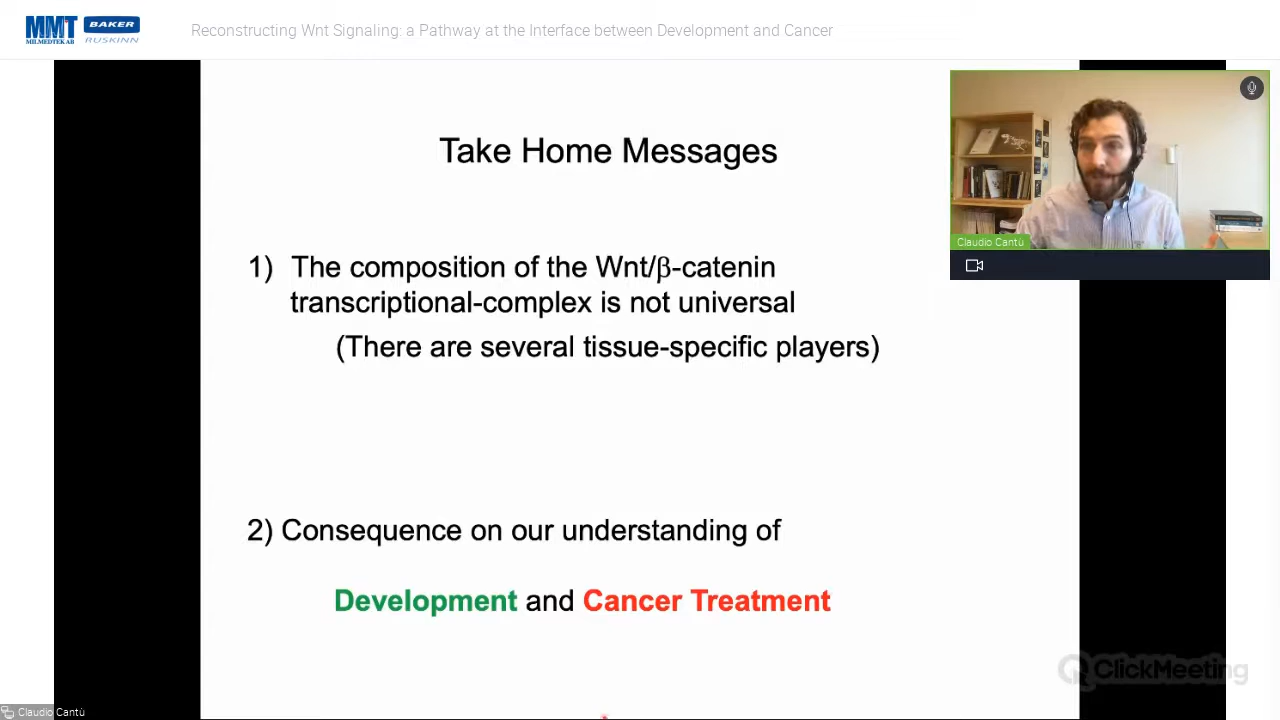 MMT
MILMEDTEK AB
BAKER
RUSKINN
Reconstructing Wnt Signaling: a Pathway at the Interface between Development and Cancer
Take Home Messages
1) The composition of the Wnt/β-catenin
transcriptional-complex is not universal
(There are several tissue-specific players)
2) Consequence on our understanding of
Development and Cancer Treatment
Claudio Cantù
ClickMeeting
Claudio Cantù